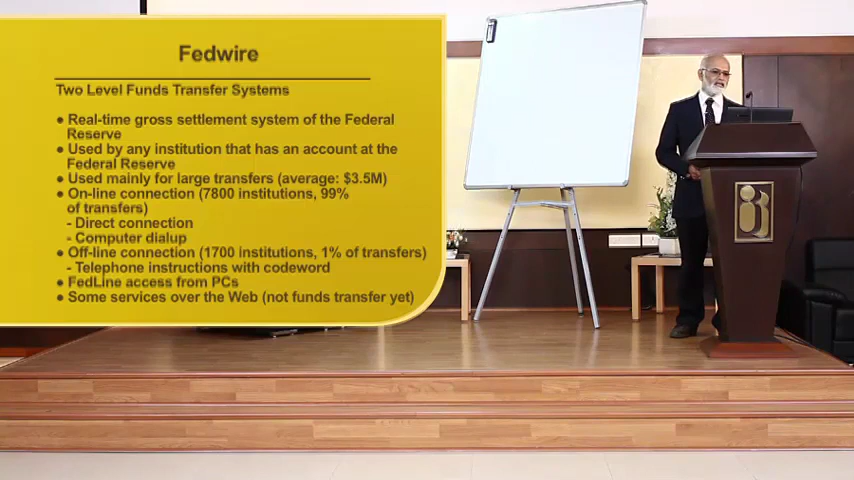 Fedwire
Two Level Funds Transfer Systems
● Real-time gross settlement system of the Federal
Reserve
● Used by any institution that has an account at the
Federal Reserve
● Used mainly for large transfers (average: $3.5M)
● On-line connection (7800 institutions, 99%
of transfers)
- Direct connection
- Computer dialup
● Off-line connection (1700 institutions, 1% of transfers)
- Telephone instructions with codeword
● FedLine access from PCs
● Some services over the Web (not funds transfer yet)